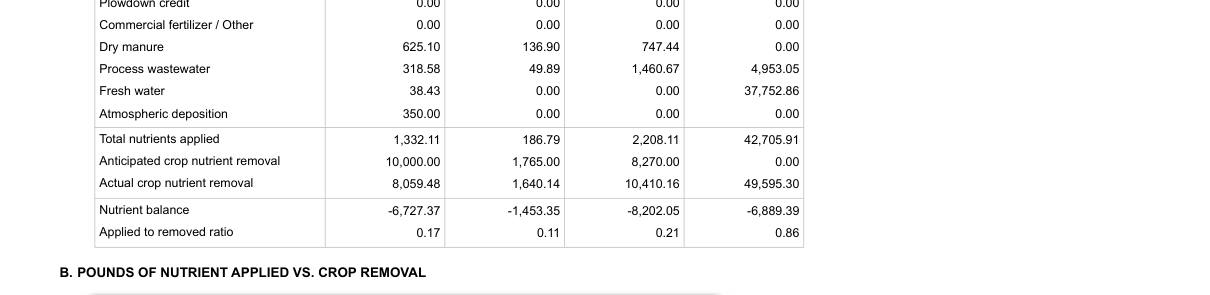 Plowdown credit 0.00 0.00 0.00 0.00
Commercial fertilizer / Other 0.00 0.00 0.00 0.00
Dry manure 625.10 136.90 747.44 0.00
Process wastewater 318.58 49.89 1,460.67 4,953.05
Fresh water 38.43 0.00 0.00 37,752.86
Atmospheric deposition 350.00 0.00 0.00 0.00
Total nutrients applied 1,332.11 186.79 2,208.11 42,705.91
Anticipated crop nutrient removal 10,000.00 1,765.00 8,270.00 0.00
Actual crop nutrient removal 8,059.48 1,640.14 10,410.16 49,595.30
Nutrient balance -6,727.37 -1,453.35 -8,202.05 -6,889.39
Applied to removed ratio 0.17 0.11 0.21 0.86
B. POUNDS OF NUTRIENT APPLIED VS. CROP REMOVAL